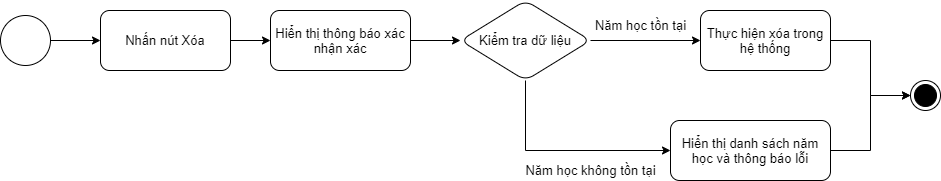 Nhấn nút Xóa
Hiển thị thông báo xác
nhận xác
Kiểm tra dữ liệu
Năm học tồn tại
Thực hiện xóa trong
hệ thống
Năm học không tồn tại
Hiển thị danh sách năm
học và thông báo lỗi